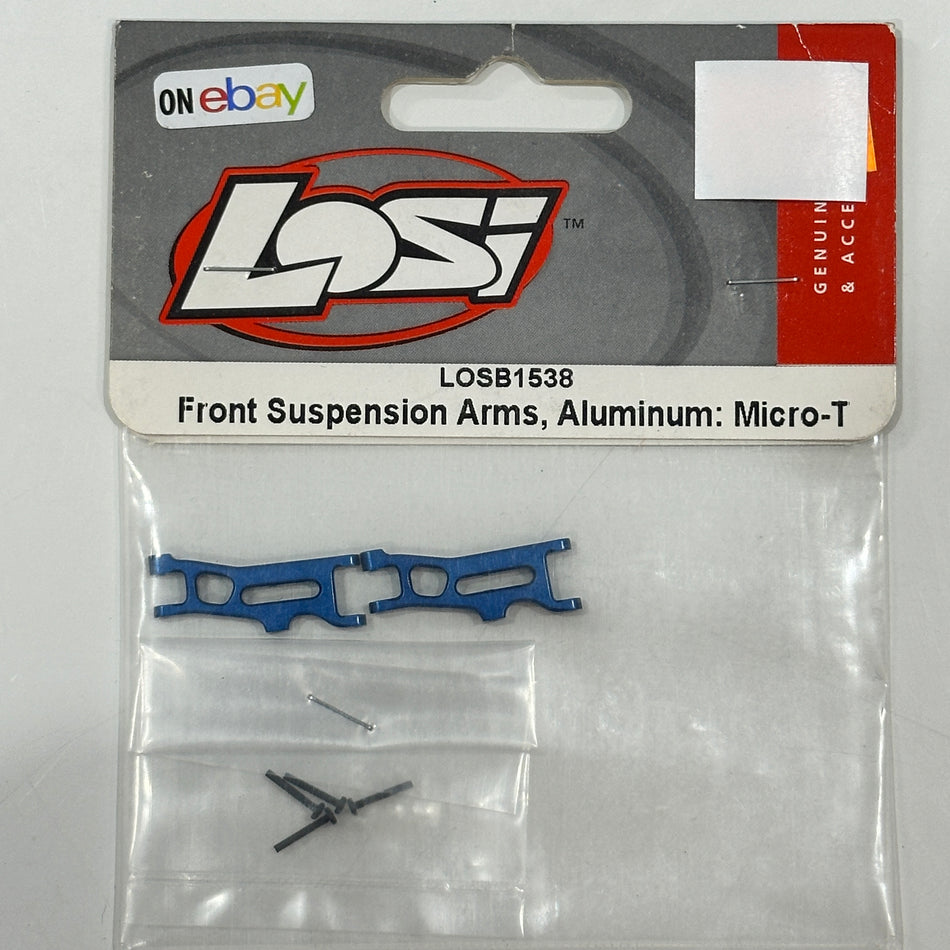 ON ebay
LOSi
TM
GENUIN
& ACCE
LOSB1538
Front Suspension Arms, Aluminum: Micro-T